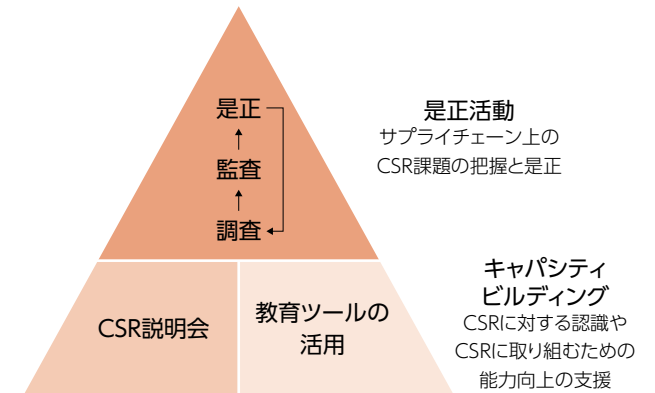 是正
監査
調査
是正活動
サプライチェーン上の
CSR課題の把握と是正
CSR説明会
教育ツールの
活用
キャパシティ
ビルディング
CSRに対する認識や
CSRに取り組むための
能力向上の支援